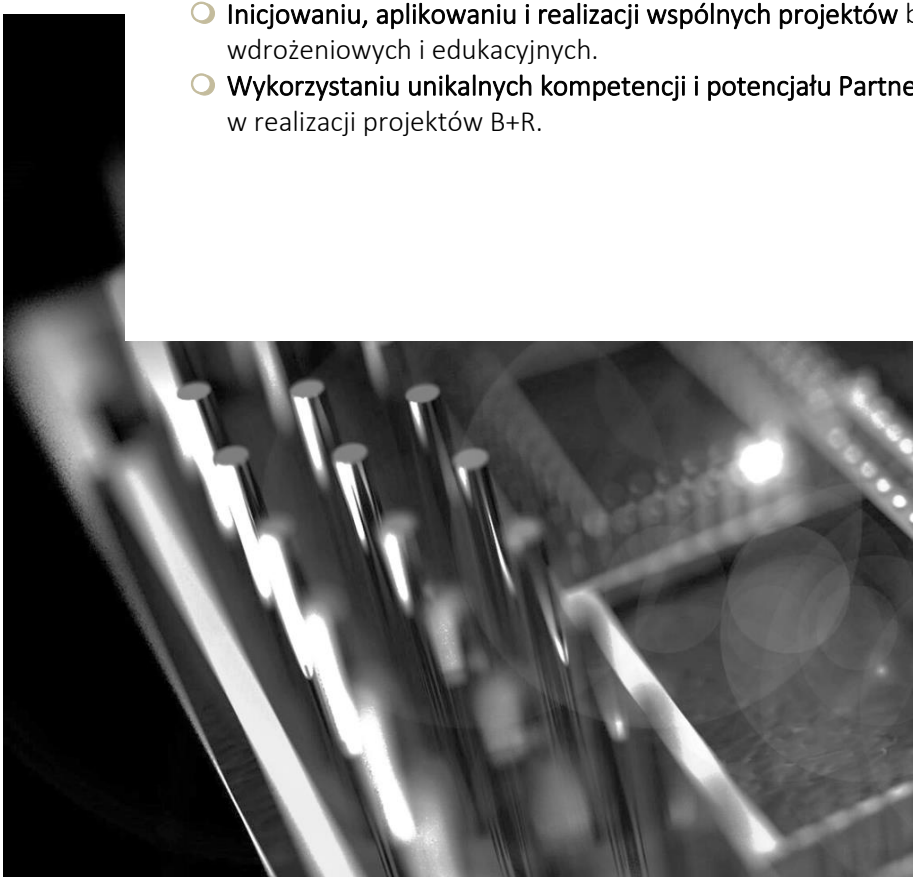 Inicjowaniu, aplikowaniu i realizacji wspólnych projektów
wdrożeniowych i edukacyjnych.
Wykorzystaniu unikalnych kompetencji i potencjału
w realizacji projektów B+R.